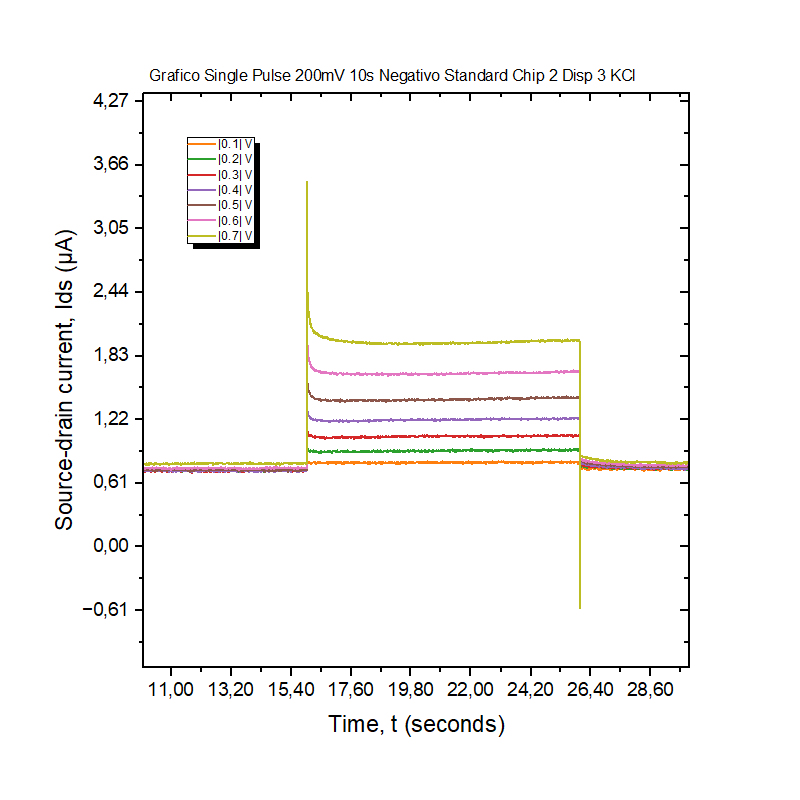 Grafico Single Pulse 200mV 10s Negativo Standard Chip 2 Disp 3 KCl
4,27
|0.1| V
|0.2| V
3,66
|0.3| V
|0.4| V
|0.5| V
|0.6| V
3,05
|0.7| V
2,44
1,83
1,22
0,61
0,00
−0,61
Source-drain current, Ids (µA)
11,00 13,20 15,40 17,60 19,80 22,00 24,20 26,40 28,60
Time, t (seconds)